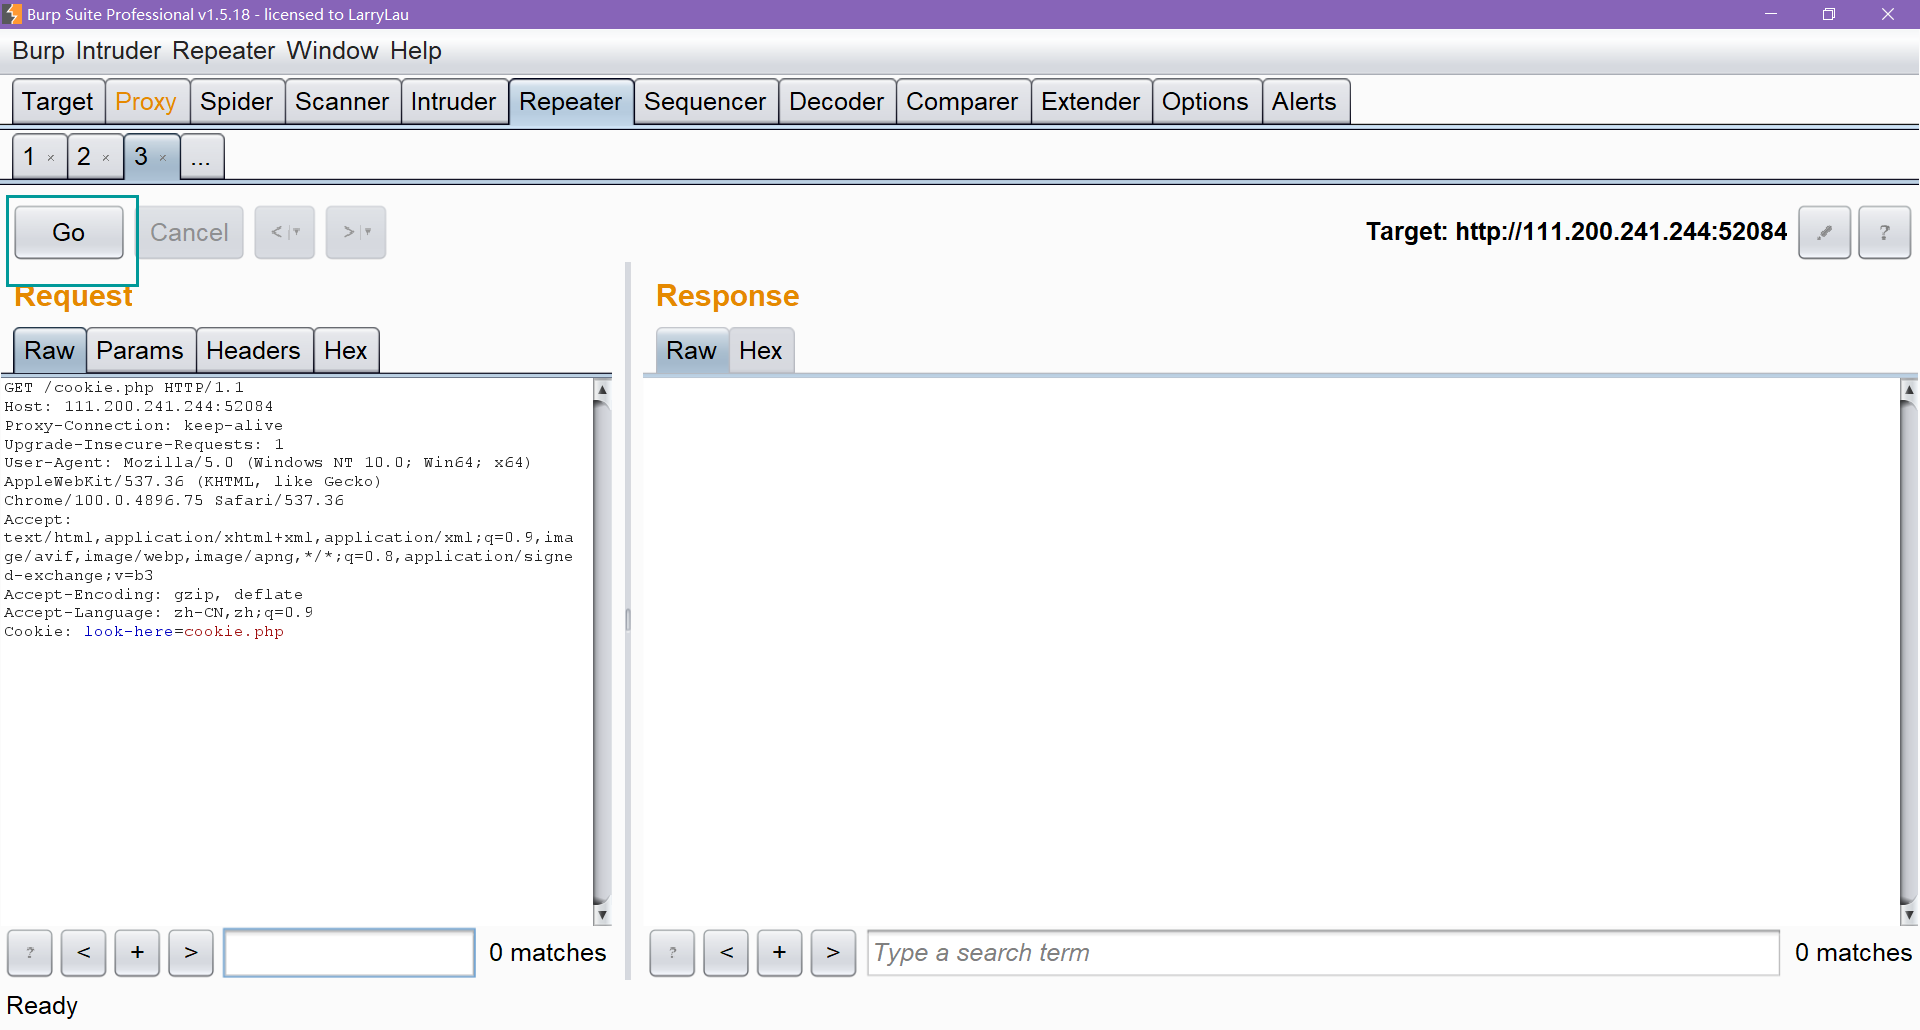 Burp Suite Professional v1.5.18 - licensed to LarryLau
Burp Intruder Repeater Window Help
Target Proxy Spider Scanner Intruder Repeater Sequencer Decoder Comparer Extender Options Alerts
1 × 2 × 3 × ...
Go Cancel < > Target: http://111.200.241.244:52084 ?
Request
Response
Raw Params Headers Hex
Raw Hex
GET /cookie.php HTTP/1.1
Host: 111.200.241.244:52084
Proxy-Connection: keep-alive
Upgrade-Insecure-Requests: 1
User-Agent: Mozilla/5.0 (Windows NT 10.0; Win64; x64)
AppleWebKit/537.36 (KHTML, like Gecko)
Chrome/100.0.4896.75 Safari/537.36
Accept:
text/html,application/xhtml+xml,application/xml;q=0.9,ima
ge/avif,image/webp,image/apng,*/*;q=0.8,application/signe
d-exchange;v=b3
Accept-Encoding: gzip, deflate
Accept-Language: zh-CN,zh;q=0.9
Cookie: look-here=cookie.php
? < + > 0 matches
? < + > Type a search term 0 matches
Ready